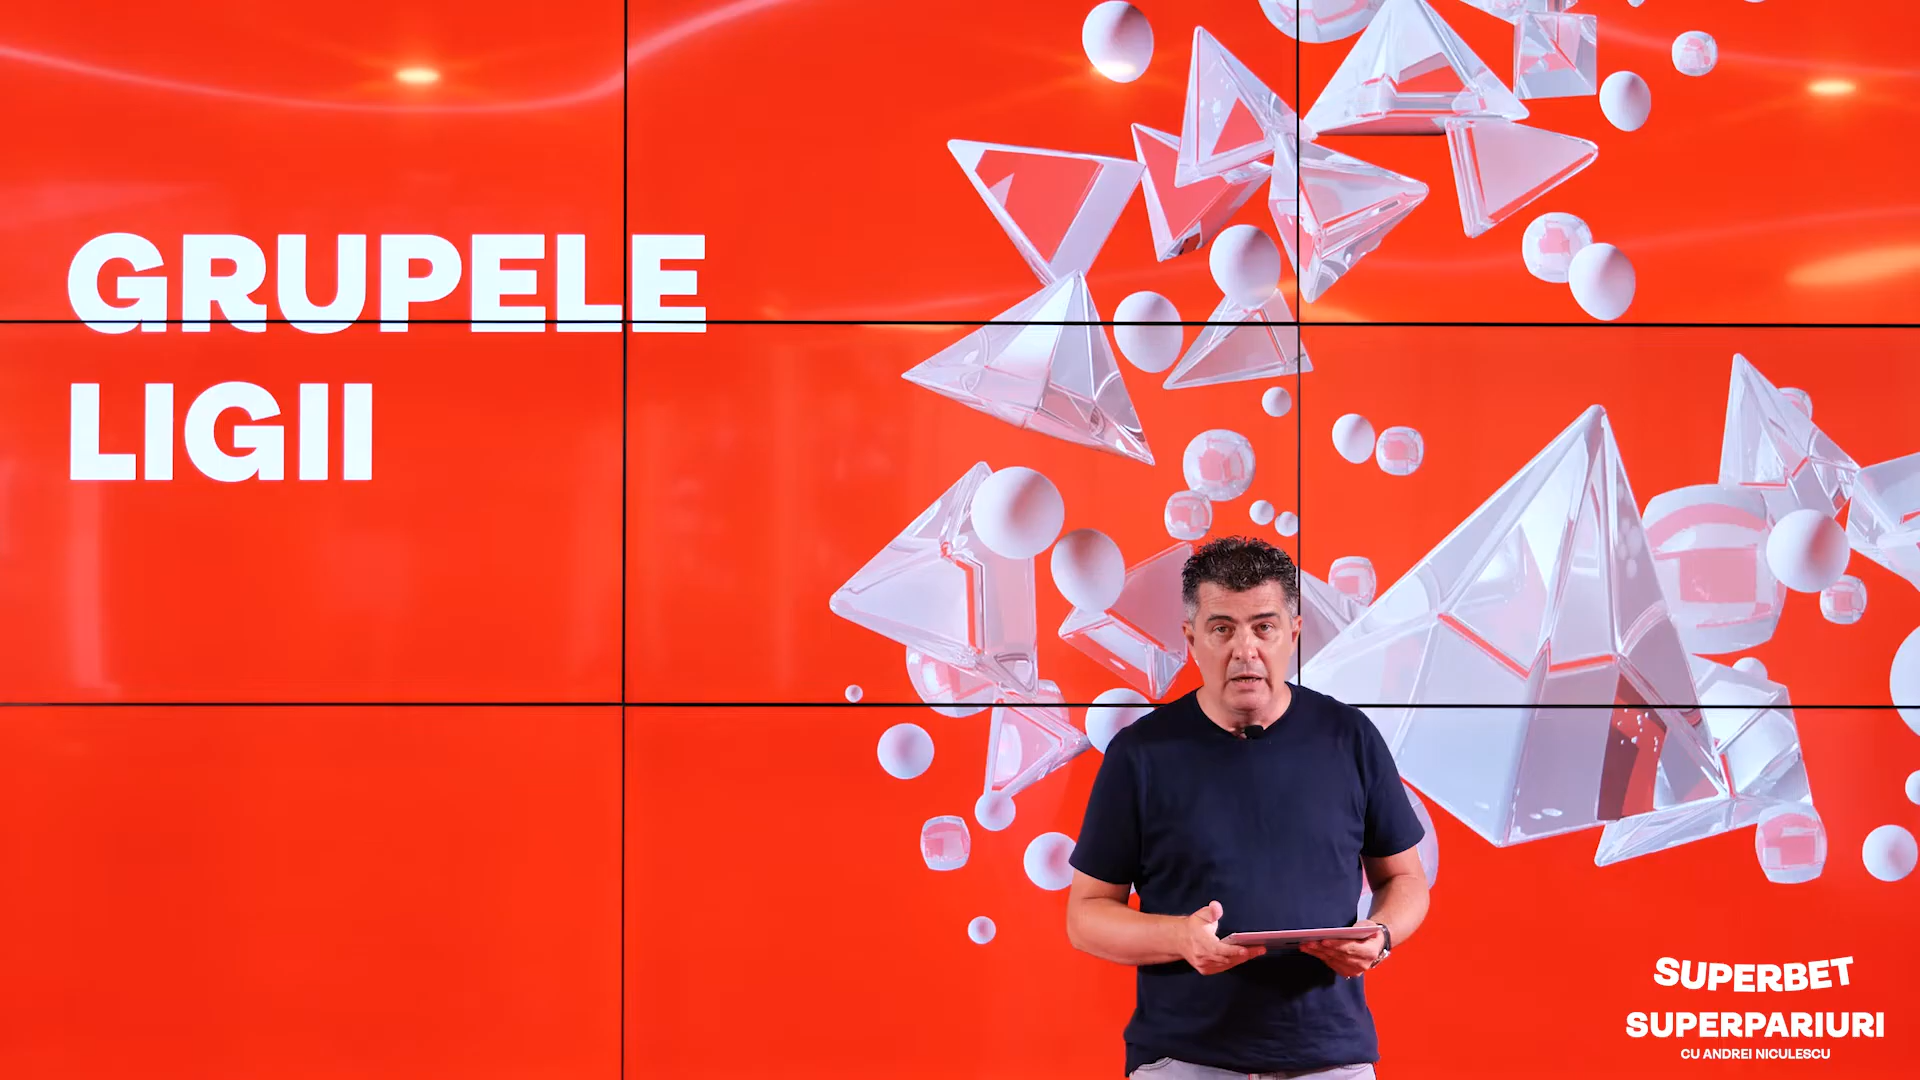 GRUPELE
LIGII
SUPERBET
SUPERPARIURI
CU ANDREI NICULESCU